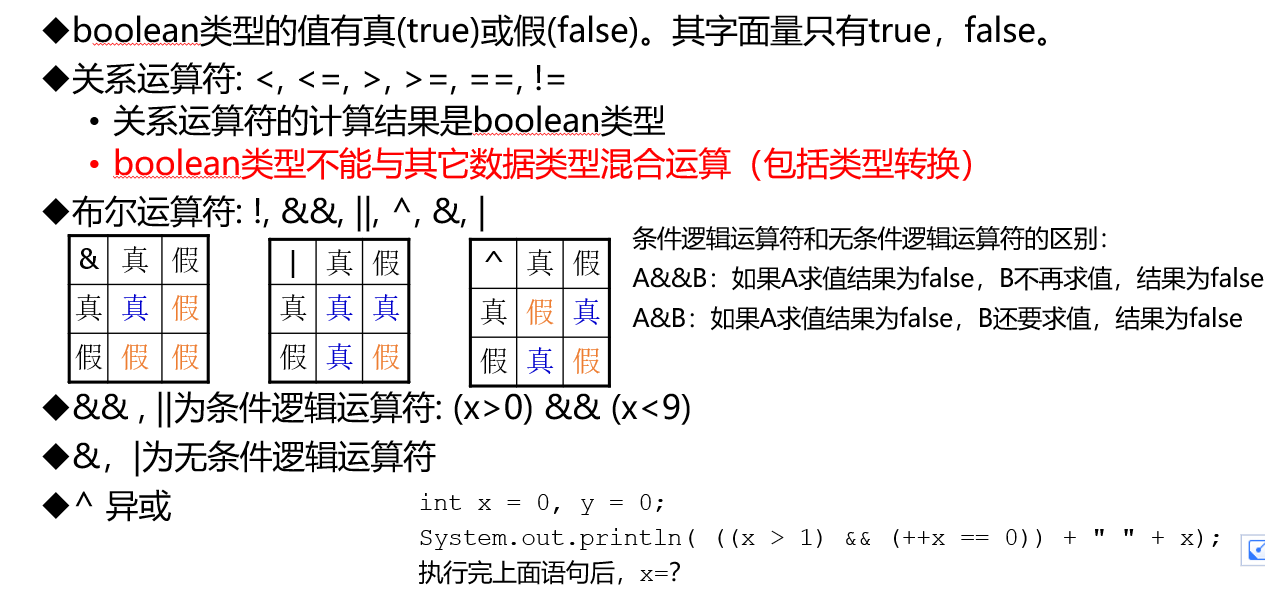 ◆boolean类型的值有真(true)或假(false)。其字面量只有true，false。
◆关系运算符: <, <=, >, >=, ==, !=
• 关系运算符的计算结果是boolean类型
• boolean类型不能与其它数据类型混合运算（包括类型转换）
◆布尔运算符: !, &&, ||, ^, &, |
& 真 假
真 真 假
假 假 假
| 真 假
真 真 真
假 真 假
^ 真 假
真 假 真
假 真 假
条件逻辑运算符和无条件逻辑运算符的区别：
A&&B：如果A求值结果为false，B不再求值，结果为false
A&B：如果A求值结果为false，B还要求值，结果为false
◆&& , ||为条件逻辑运算符: (x>0) && (x<9)
◆&，|为无条件逻辑运算符
◆^ 异或
int x = 0, y = 0;
System.out.println( ((x > 1) && (++x == 0)) + " " + x);
执行完上面语句后，x=?